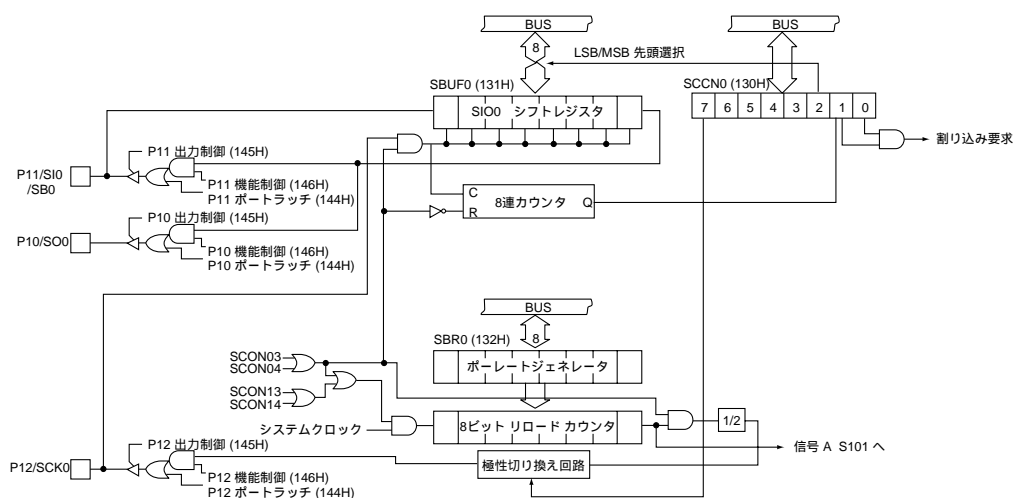 BUS
BUS
8
LSB/MSB 先頭選択
SBUF0 (131H)
SCCN0 (130H)
SIO0 シフトレジスタ
7 6 5 4 3 2 1 0
割り込み要求
P11 出力制御 (145H)
P11/SI0
/SB0
P11 機能制御 (146H)
P11 ポートラッチ (144H)
C
R
8連カウンタ
Q
P10 出力制御 (145H)
P10/SO0
P10 機能制御 (146H)
P10 ポートラッチ (144H)
BUS
8
SBR0 (132H)
ポーレートジェネレータ
SCON03
SCON04
SCON13
SCON14
システムクロック
8ビット リロード カウンタ
1/2
信号 A S101 へ
P12 出力制御 (145H)
P12/SCK0
P12 機能制御 (146H)
P12 ポートラッチ (144H)
極性切り換え回路